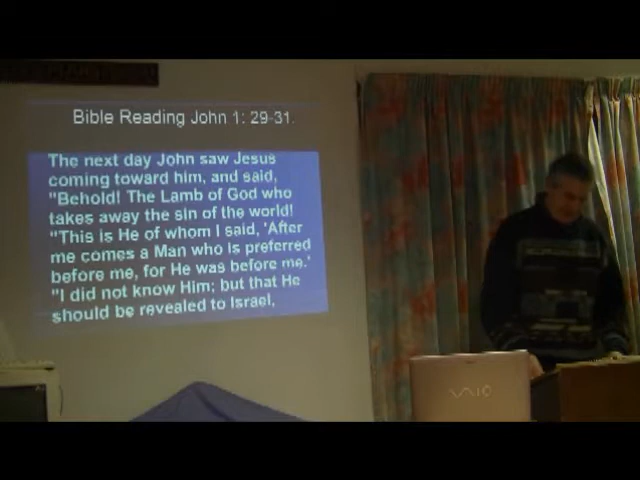 Bible Reading John 1: 29-31.
The next day John saw Jesus
coming toward him, and said,
"Behold! The Lamb of God who
takes away the sin of the world!
"This is He of whom I said, 'After
me comes a Man who is preferred
before me, for He was before me.'
"I did not know Him; but that He
should be revealed to Israel,
VAIO